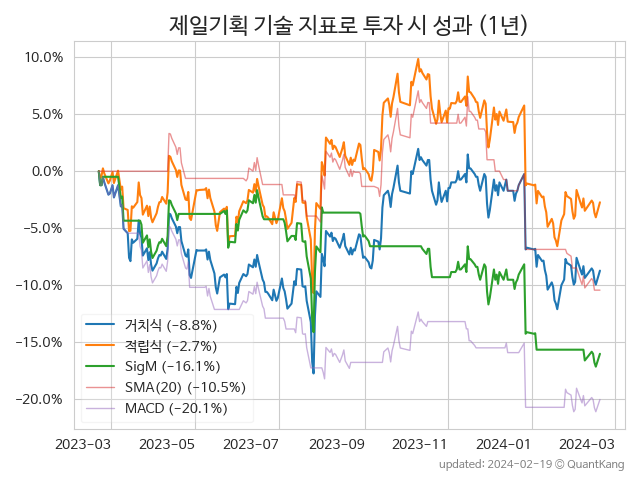 제일기획 기술 지표로 투자 시 성과 (1년)
10.0%
5.0%
0.0%
−5.0%
−10.0%
−15.0%
−20.0%
거치식 (−8.8%)
적립식 (−2.7%)
SigM (−16.1%)
SMA(20) (−10.5%)
MACD (−20.1%)
2023-03 2023-05 2023-07 2023-09 2023-11 2024-01 2024-03
updated: 2024-02-19 © QuantKang